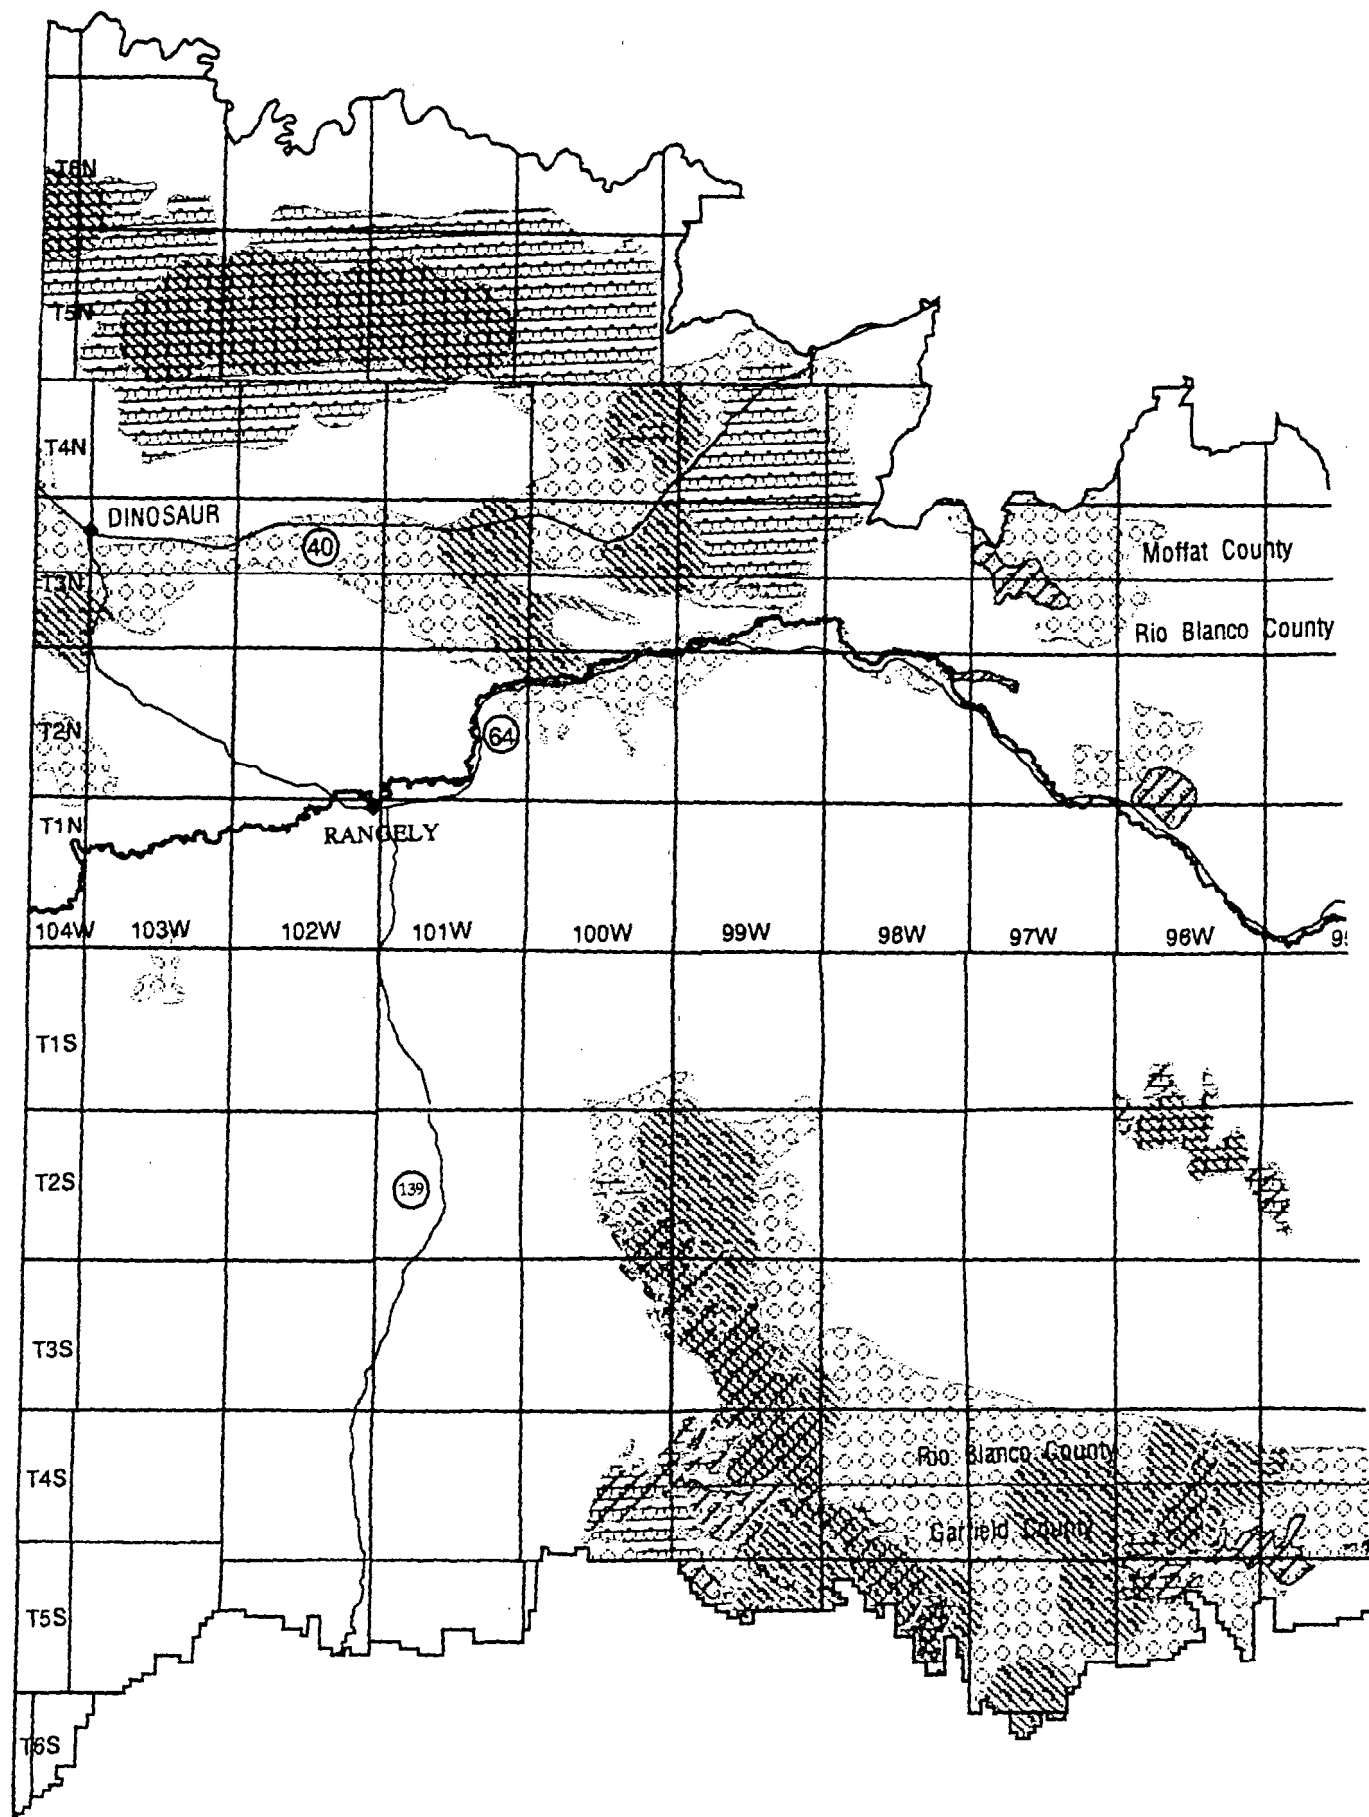 T6N
T5N
T4N
DINOSAUR
40
Moffat County
T3N
Rio Blanco County
T2N
64
T1N
RANGELY
104W 103W 102W 101W 100W 99W 98W 97W 96W
T1S
T2S
139
T3S
Rio Blanco County
T4S
Garfield County
T5S
T6S